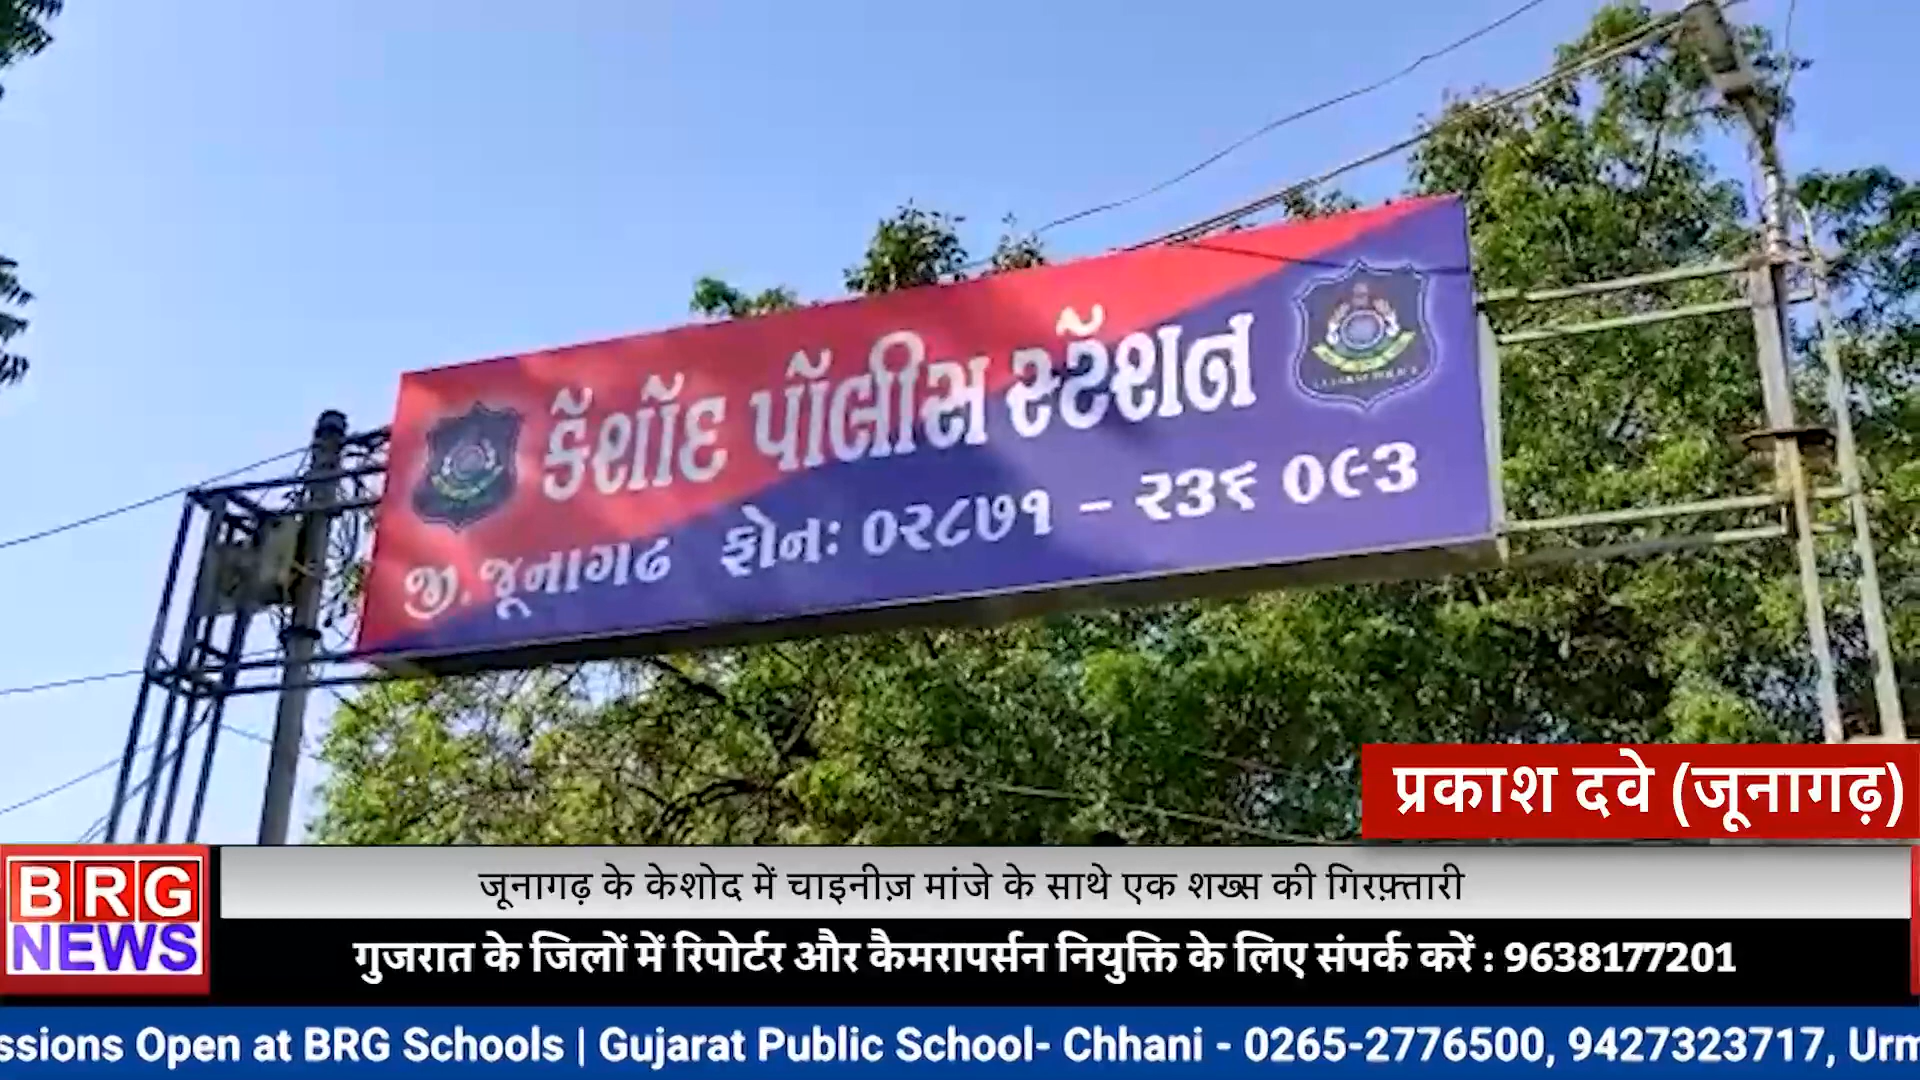 કેશોદ પોલીસ સ્ટેશન
જી. જૂનાગઢ ફોનઃ ૦૨૮૭૧ - ૨૩૬ ૦૯૩
प्रकाश दवे (जूनागढ़)
BRG
NEWS
जूनागढ़ के केशोद में चाइनीज़ मांजे के साथे एक शख्स की गिरफ़्तारी
गुजरात के जिलों में रिपोर्टर और कैमरापर्सन नियुक्ति के लिए संपर्क करें : 9638177201
ssions Open at BRG Schools | Gujarat Public School- Chhani - 0265-2776500, 9427323717, Urm